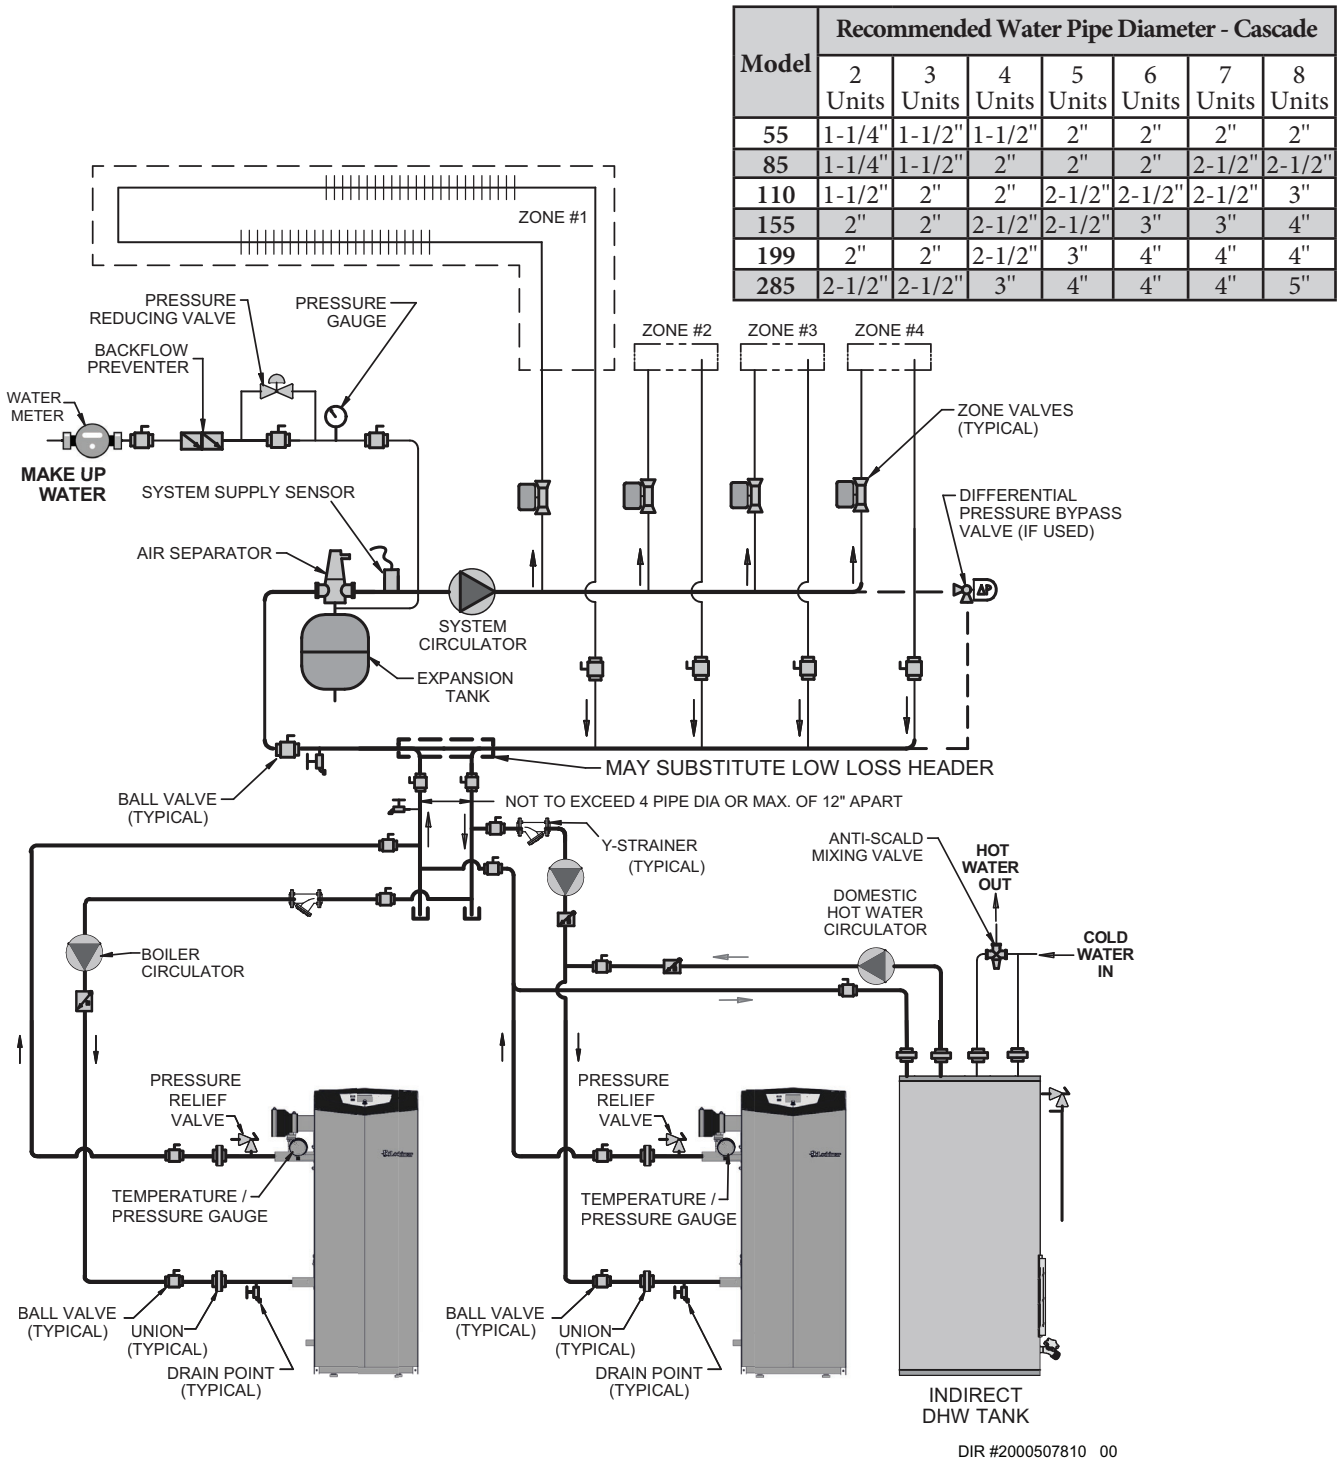 Recommended Water Pipe Diameter - Cascade
Model
2 Units
3 Units
4 Units
5 Units
6 Units
7 Units
8 Units
55 1-1/4" 1-1/2" 1-1/2" 2" 2" 2" 2"
85 1-1/4" 1-1/2" 2" 2" 2" 2-1/2" 2-1/2"
110 1-1/2" 2" 2" 2-1/2" 2-1/2" 2-1/2" 3"
155 2" 2" 2-1/2" 2-1/2" 3" 3" 4"
199 2" 2" 2-1/2" 3" 4" 4" 4"
285 2-1/2" 2-1/2" 3" 4" 4" 4" 5"
ZONE #1
PRESSURE
REDUCING VALVE
PRESSURE
GAUGE
ZONE #2
ZONE #3
ZONE #4
BACKFLOW
PREVENTER
WATER
METER
ZONE VALVES
(TYPICAL)
MAKE UP
WATER
SYSTEM SUPPLY SENSOR
DIFFERENTIAL
PRESSURE BYPASS
VALVE (IF USED)
AIR SEPARATOR
ΔP
SYSTEM
CIRCULATOR
EXPANSION
TANK
MAY SUBSTITUTE LOW LOSS HEADER
BALL VALVE
(TYPICAL)
NOT TO EXCEED 4 PIPE DIA OR MAX. OF 12" APART
Y-STRAINER
(TYPICAL)
ANTI-SCALD
MIXING VALVE
HOT
WATER
OUT
DOMESTIC
HOT WATER
CIRCULATOR
COLD
WATER
IN
BOILER
CIRCULATOR
PRESSURE
RELIEF
VALVE
PRESSURE
RELIEF
VALVE
Lochinvar
Lochinvar
TEMPERATURE /
PRESSURE GAUGE
TEMPERATURE /
PRESSURE GAUGE
BALL VALVE
(TYPICAL)
UNION
(TYPICAL)
DRAIN POINT
(TYPICAL)
BALL VALVE
(TYPICAL)
UNION
(TYPICAL)
DRAIN POINT
(TYPICAL)
INDIRECT
DHW TANK
DIR #2000507810 00